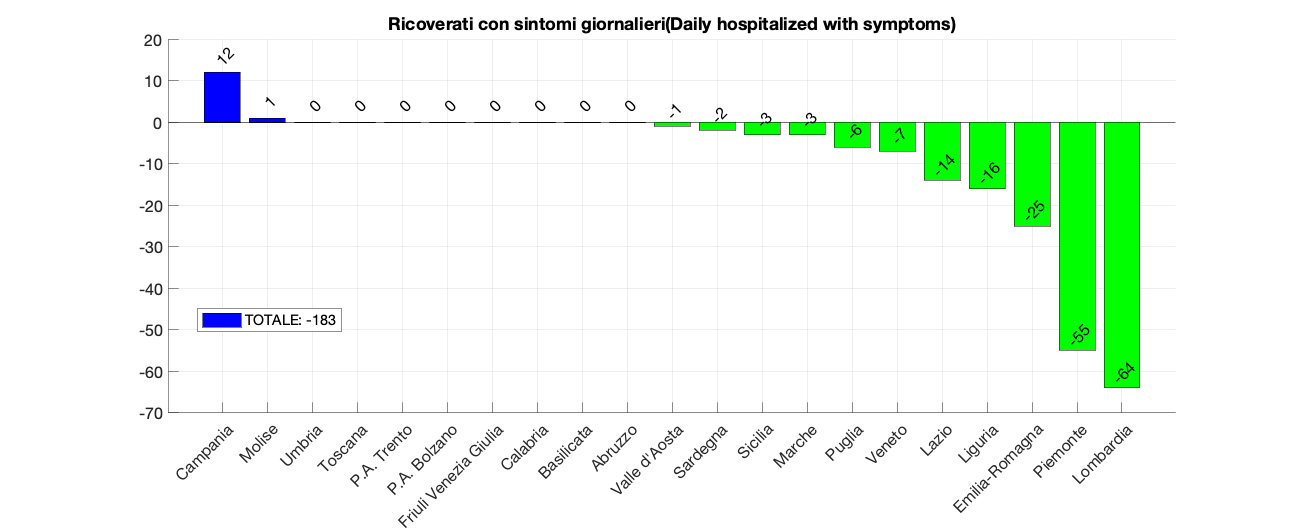 Ricoverati con sintomi giornalieri(Daily hospitalized with symptoms)
20
10
0
-10
-20
-30
-40
-50
-60
-70
12
1
0
0
0
0
0
0
0
0
-1
-2
-3
-3
-6
-7
-14
-16
-25
-55
-64
TOTALE: -183
Campania
Molise
Umbria
Toscana
P.A. Trento
P.A. Bolzano
Friuli Venezia Giulia
Calabria
Basilicata
Abruzzo
Valle d'Aosta
Sardegna
Sicilia
Marche
Puglia
Veneto
Lazio
Liguria
Emilia-Romagna
Piemonte
Lombardia